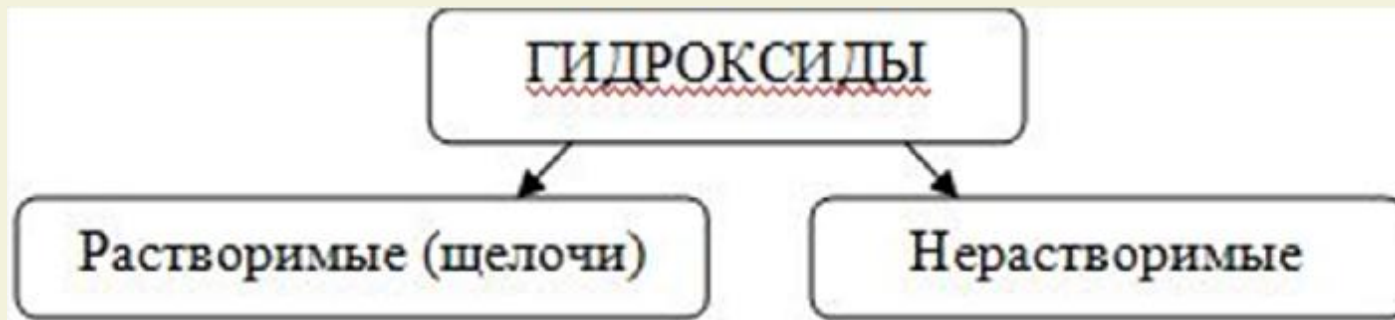 ГИДРОКСИДЫ
Растворимые (щелочи)
Нерастворимые